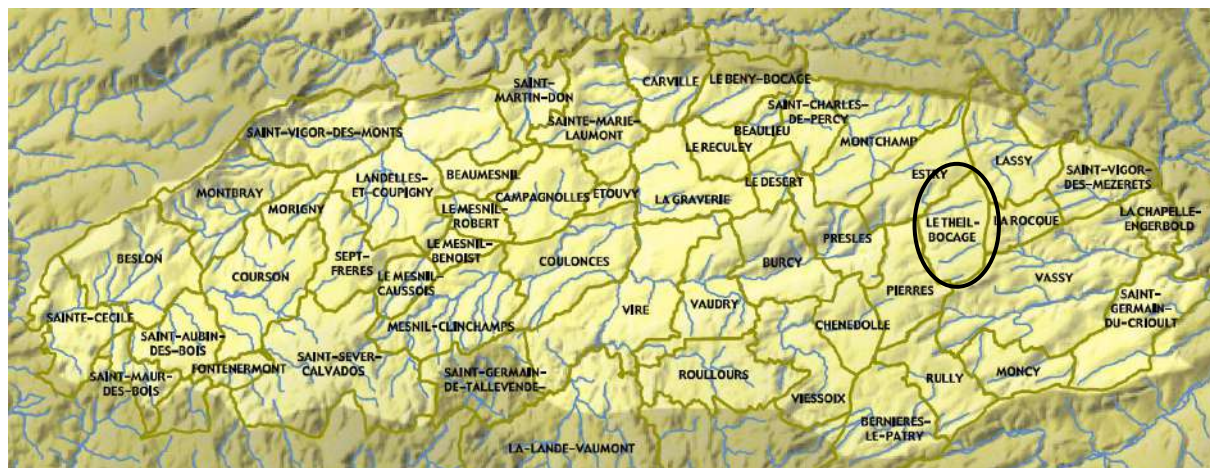 SAINT-
MARTIN-DON
CARVILLE
LE BENY-BOCAGE
SAINT-CHARLES-
DE-PERCY
SAINTE-MARIE-
LAUMONT
BEAULIEU
SAINT-VIGOR-DES-MONTS
LE RECULEY
MONTCHAMP
LASSY
BEAUMESNIL
LANDELLES-
ET-COUPIGNY
ESTRY
SAINT-VIGOR-
DES-MEZERETS
LE DESERT
MONTBRAY
CAMPAGNOLLES
ETOUVY
LA GRAVERIE
MORIGNY
LE MESNIL-
ROBERT
LE THEIL-
BOCAGE
LA ROCQUE
LA CHAPELLE-
ENGERBOLD
PRESLES
LE MESNIL-
BENOIST
BESLON
SEPT-
FRERES
COULONCES
BURCY
COURSON
LE MESNIL-
CAUSSOIS
VASSY
PIERRES
SAINT-
GERMAIN-
DU-CRIOULT
SAINTE-CECILE
VIRE
VAUDRY
MESNIL-CLINCHAMPS
CHENEDOLLE
SAINT-AUBIN-
DES-BOIS
SAINT-SEVER-
CALVADOS
FONTENERMONT
SAINT-GERMAIN-
DE-TALLEVENDE-
SAINT-MAUR-
DES-BOIS
ROULLOURS
RULLY
MONCY
VIESSOIX
BERNIERES-
LE-PATRY
LA-LANDE-VAUMONT